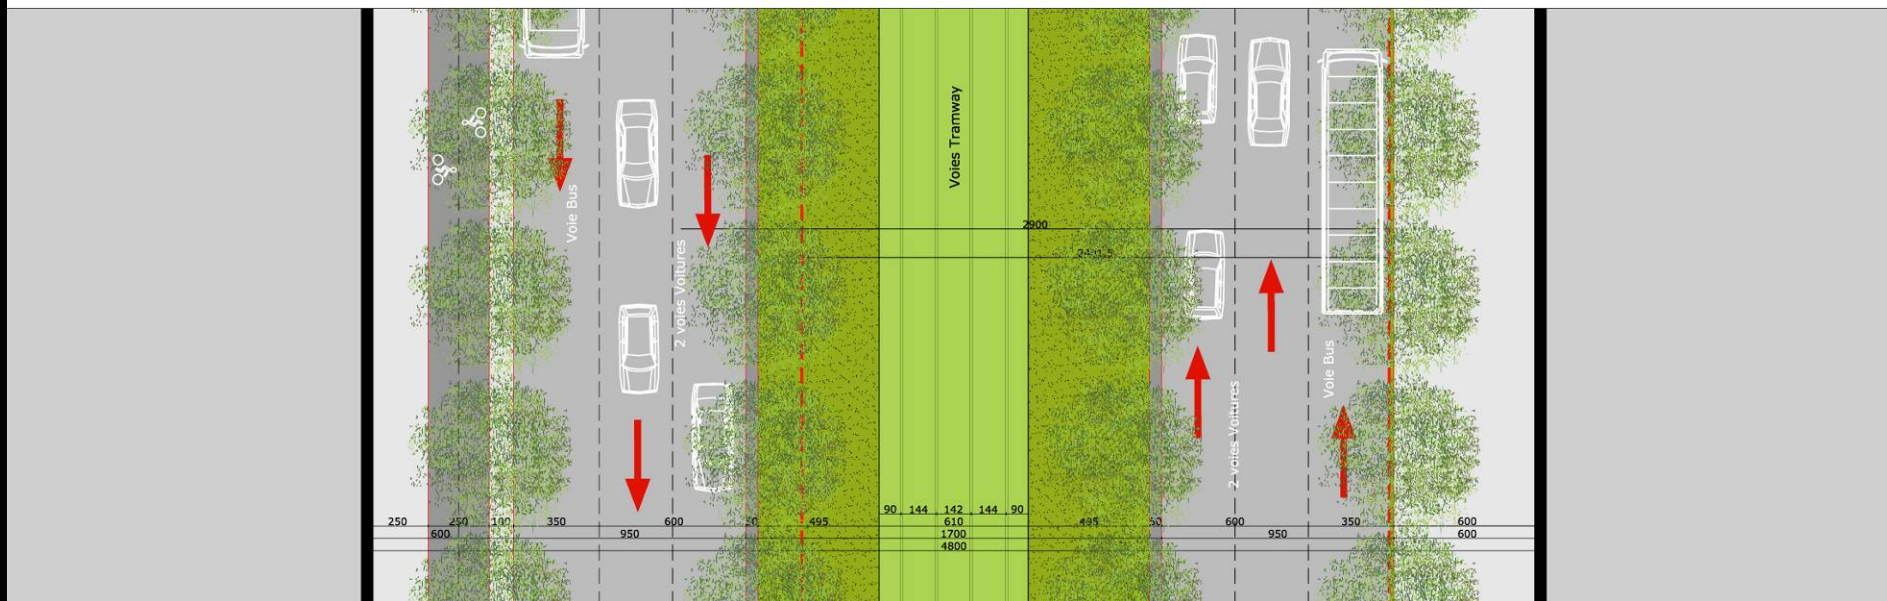 Voies Tramway
Voie Bus
2 voies Voitures
2900
2 voies Voitures
Voie Bus
90 144 142 144 90
250 250 100 350 600 50 495 610 495 50 600 350 600
600 950 1700 950 600
4800